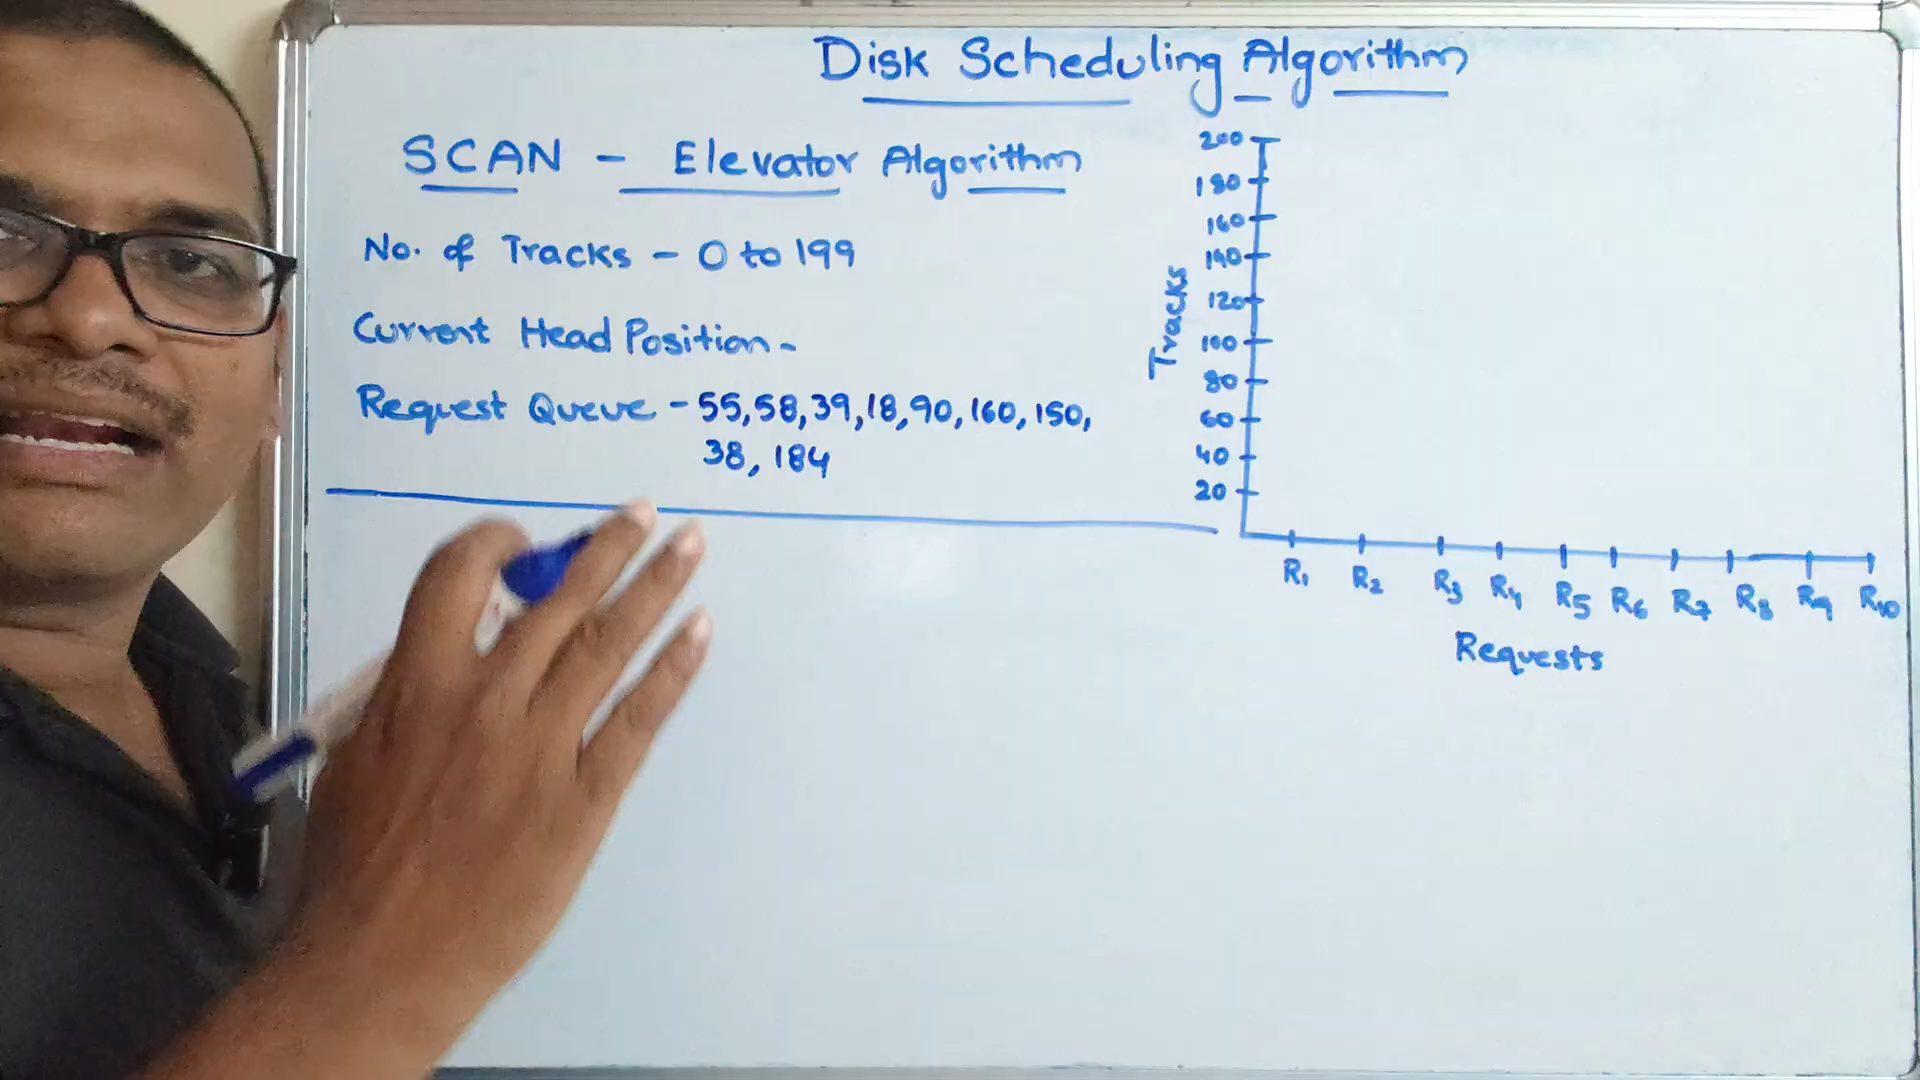 Disk Scheduling Algorithm
SCAN - Elevator Algorithm
No. of Tracks - 0 to 199
Current Head Position -
Request Queue - 55, 58, 39, 18, 90, 160, 150,
38, 184
Tracks
200
180
160
140
120
100
80
60
40
20
R1 R2 R3 R4 R5 R6 R7 R8 R9 R10
Requests